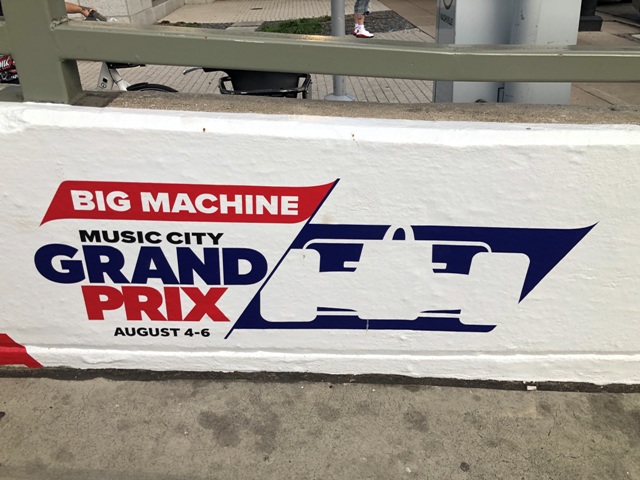 BIG MACHINE
MUSIC CITY
GRAND
PRIX
AUGUST 4-6